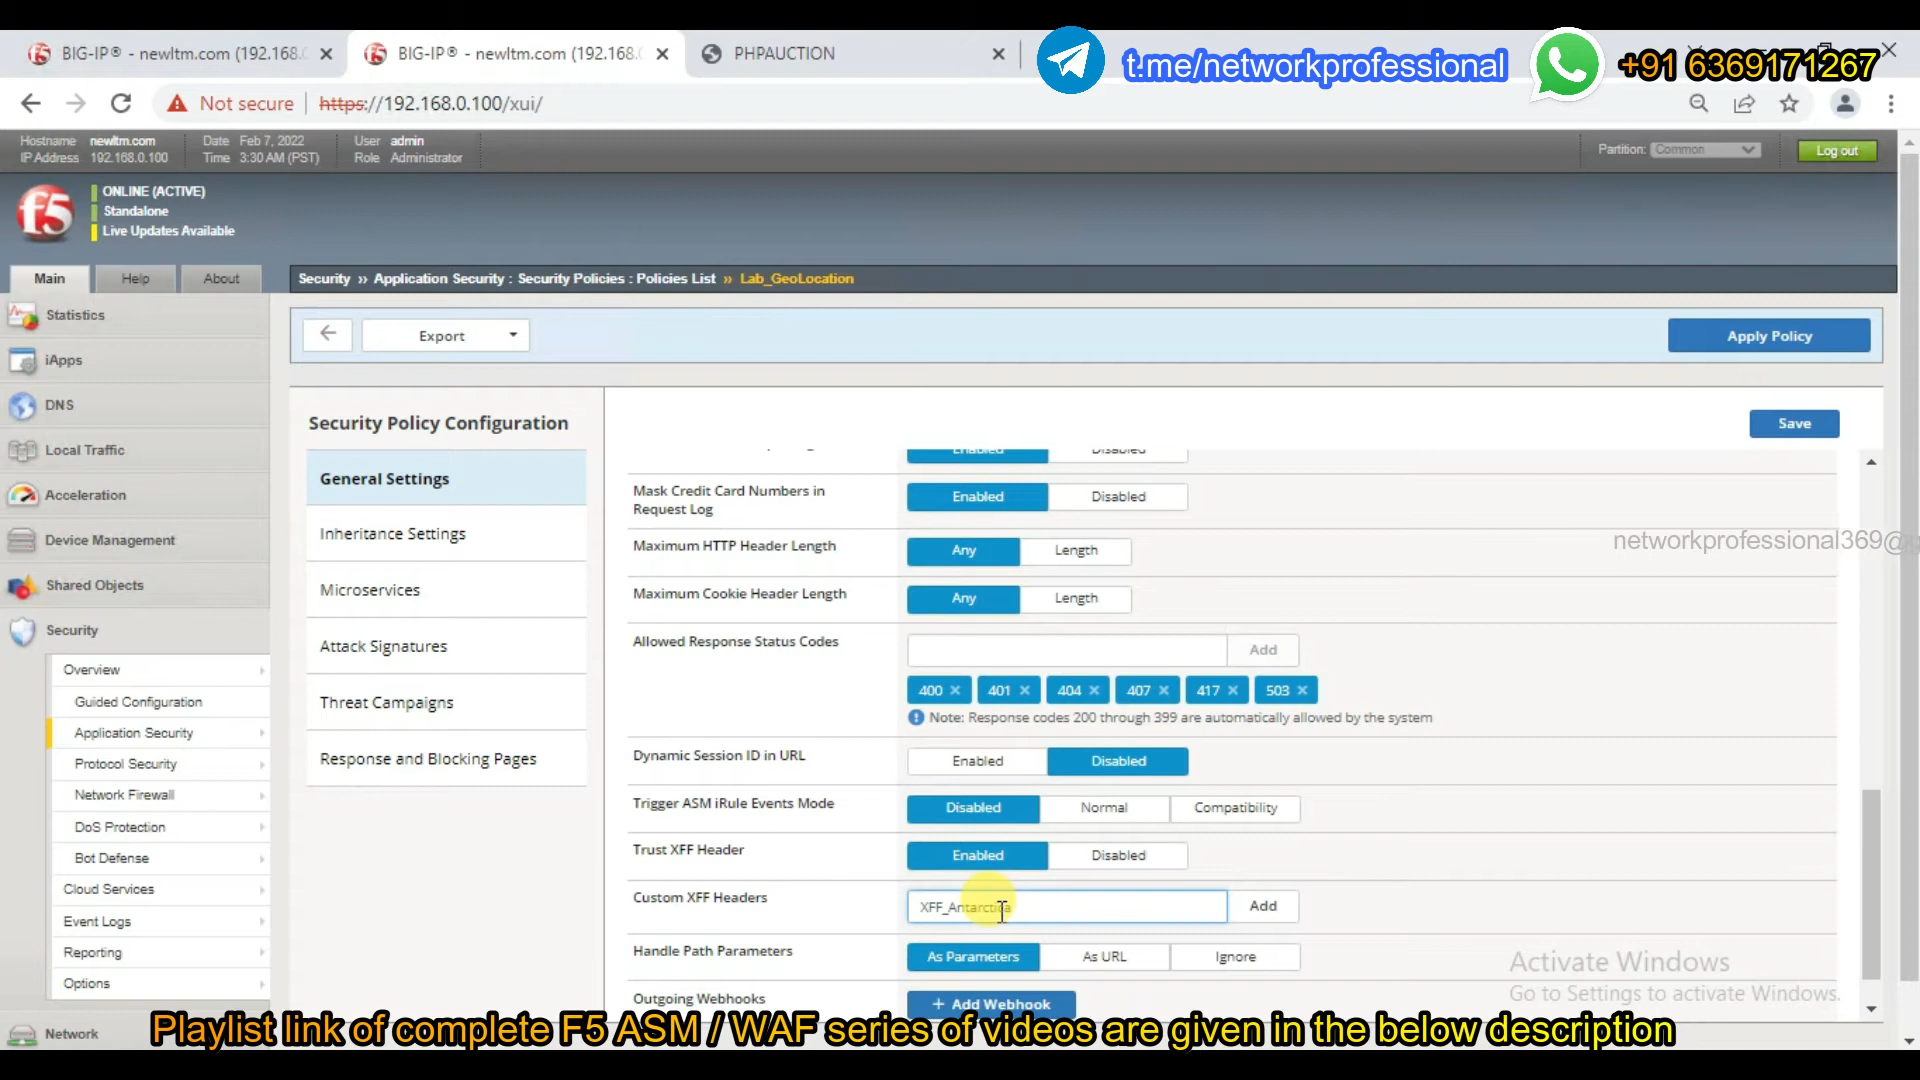 BIG-IP® - newltm.com (192.168.
BIG-IP® - newltm.com (192.168.
PHPAUCTION
t.me/networkprofessional
+91 6369171267
Not secure
https://192.168.0.100/xui/
Hostname newltm.com
IP Address 192.168.0.100
Date Feb 7, 2022
Time 3:30 AM (PST)
User admin
Role Administrator
Partition: Common
Log out
f5
ONLINE (ACTIVE)
Standalone
Live Updates Available
Main
Help
About
Security ›› Application Security : Security Policies : Policies List ›› Lab_GeoLocation
Statistics
iApps
DNS
Local Traffic
Acceleration
Device Management
Shared Objects
Security
Overview
Guided Configuration
Application Security
Protocol Security
Network Firewall
DoS Protection
Bot Defense
Cloud Services
Event Logs
Reporting
Options
Network
Export
Apply Policy
Security Policy Configuration
General Settings
Inheritance Settings
Microservices
Attack Signatures
Threat Campaigns
Response and Blocking Pages
Save
Enabled
Disabled
Mask Credit Card Numbers in
Request Log
Enabled
Disabled
networkprofessional369@
Maximum HTTP Header Length
Any
Length
Maximum Cookie Header Length
Any
Length
Allowed Response Status Codes
Add
400 × 401 × 404 × 407 × 417 × 503 ×
Note: Response codes 200 through 399 are automatically allowed by the system
Dynamic Session ID in URL
Enabled
Disabled
Trigger ASM iRule Events Mode
Disabled
Normal
Compatibility
Trust XFF Header
Enabled
Disabled
Custom XFF Headers
XFF_Antarctica
Add
Handle Path Parameters
As Parameters
As URL
Ignore
Outgoing Webhooks
+ Add Webhook
Activate Windows
Go to Settings to activate Windows.
Playlist link of complete F5 ASM / WAF series of videos are given in the below description